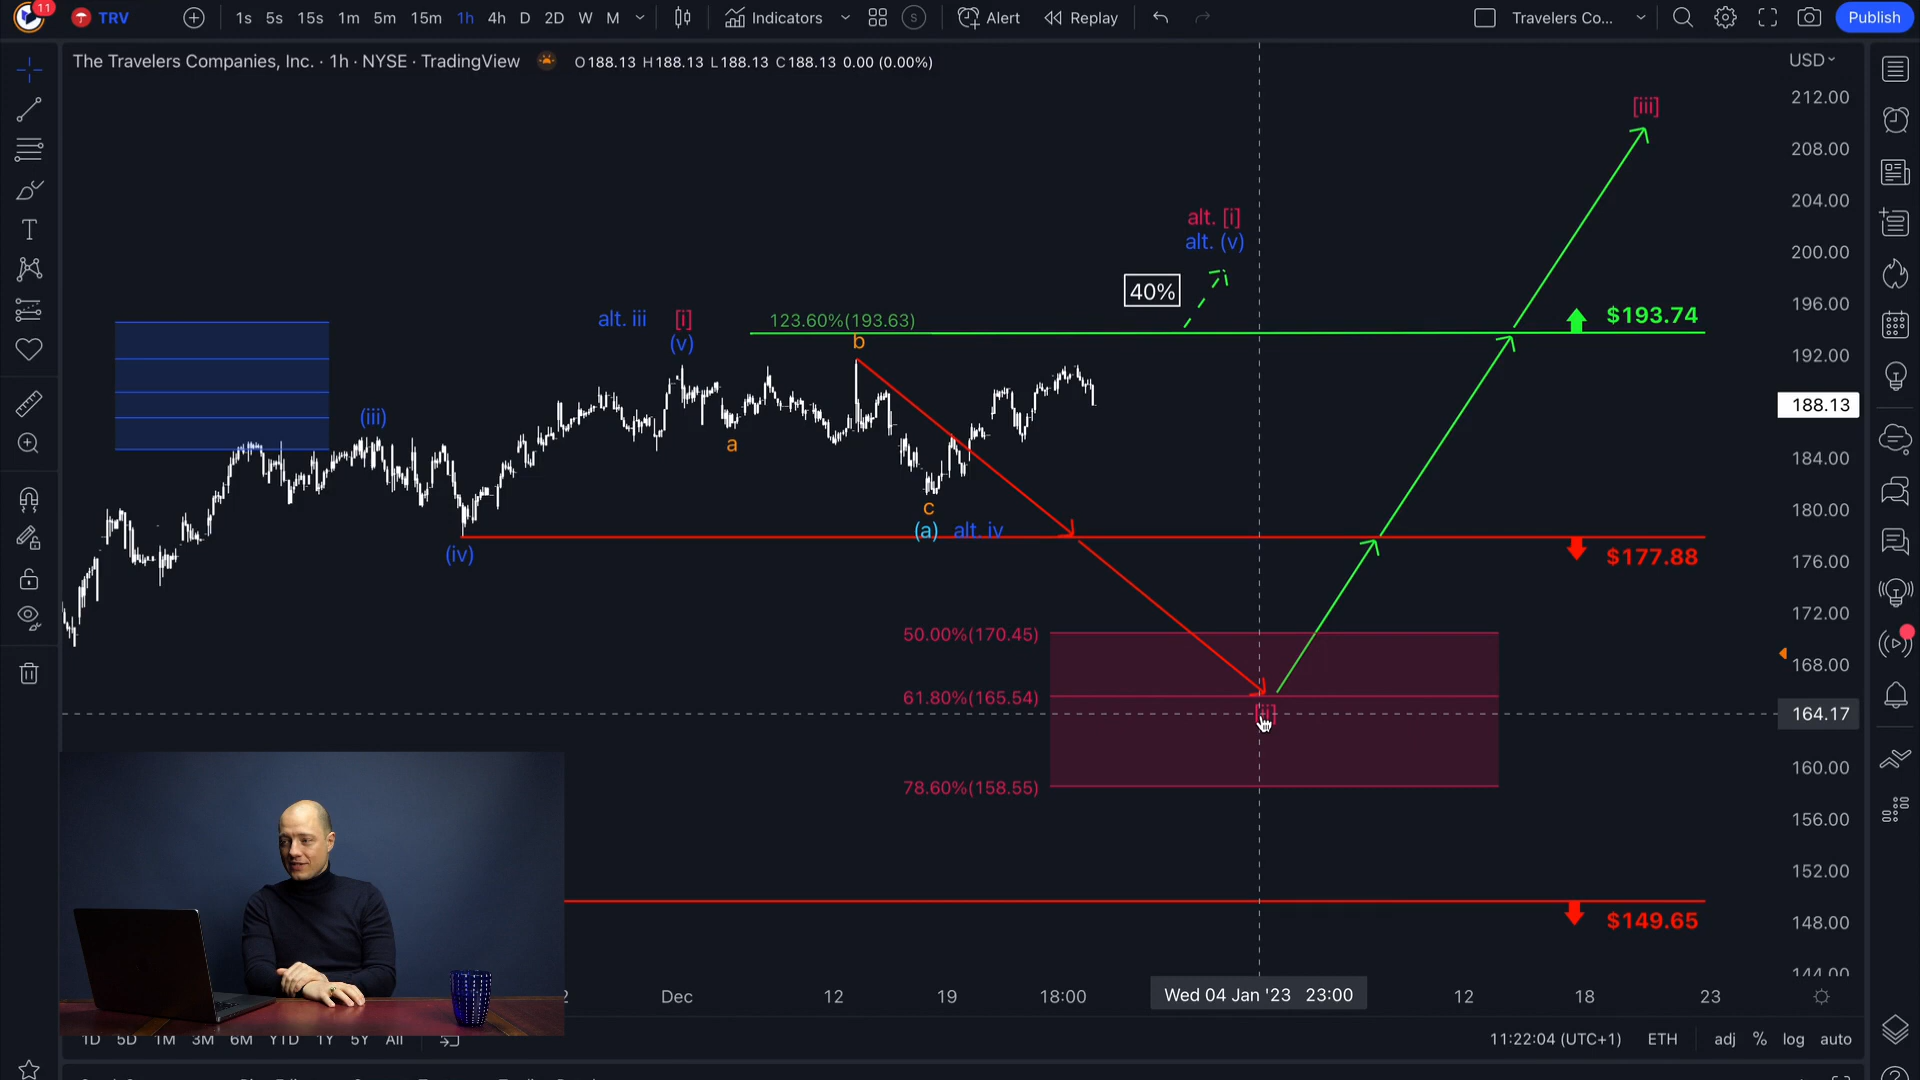 11
TRV
1s 5s 15s 1m 5m 15m 1h 4h D 2D W M
Indicators
S
Alert
Replay
Travelers Co...
Publish
The Travelers Companies, Inc. · 1h · NYSE · TradingView
O188.13 H188.13 L188.13 C188.13 0.00 (0.00%)
USD
212.00
[iii]
208.00
204.00
alt. [i]
alt. (v)
200.00
40%
196.00
$193.74
alt. iii [i]
123.60%(193.63)
(v)
b
192.00
188.13
(iii)
a
184.00
c
180.00
(a) alt. iv
(iv)
$177.88
176.00
172.00
50.00%(170.45)
168.00
61.80%(165.54)
164.17
160.00
78.60%(158.55)
156.00
152.00
$149.65
148.00
144.00
2 Dec 12 19 18:00 Wed 04 Jan '23 23:00 12 18 23
1D 5D 1M 3M 6M YTD 1Y 5Y All
11:22:04 (UTC+1) ETH adj % log auto